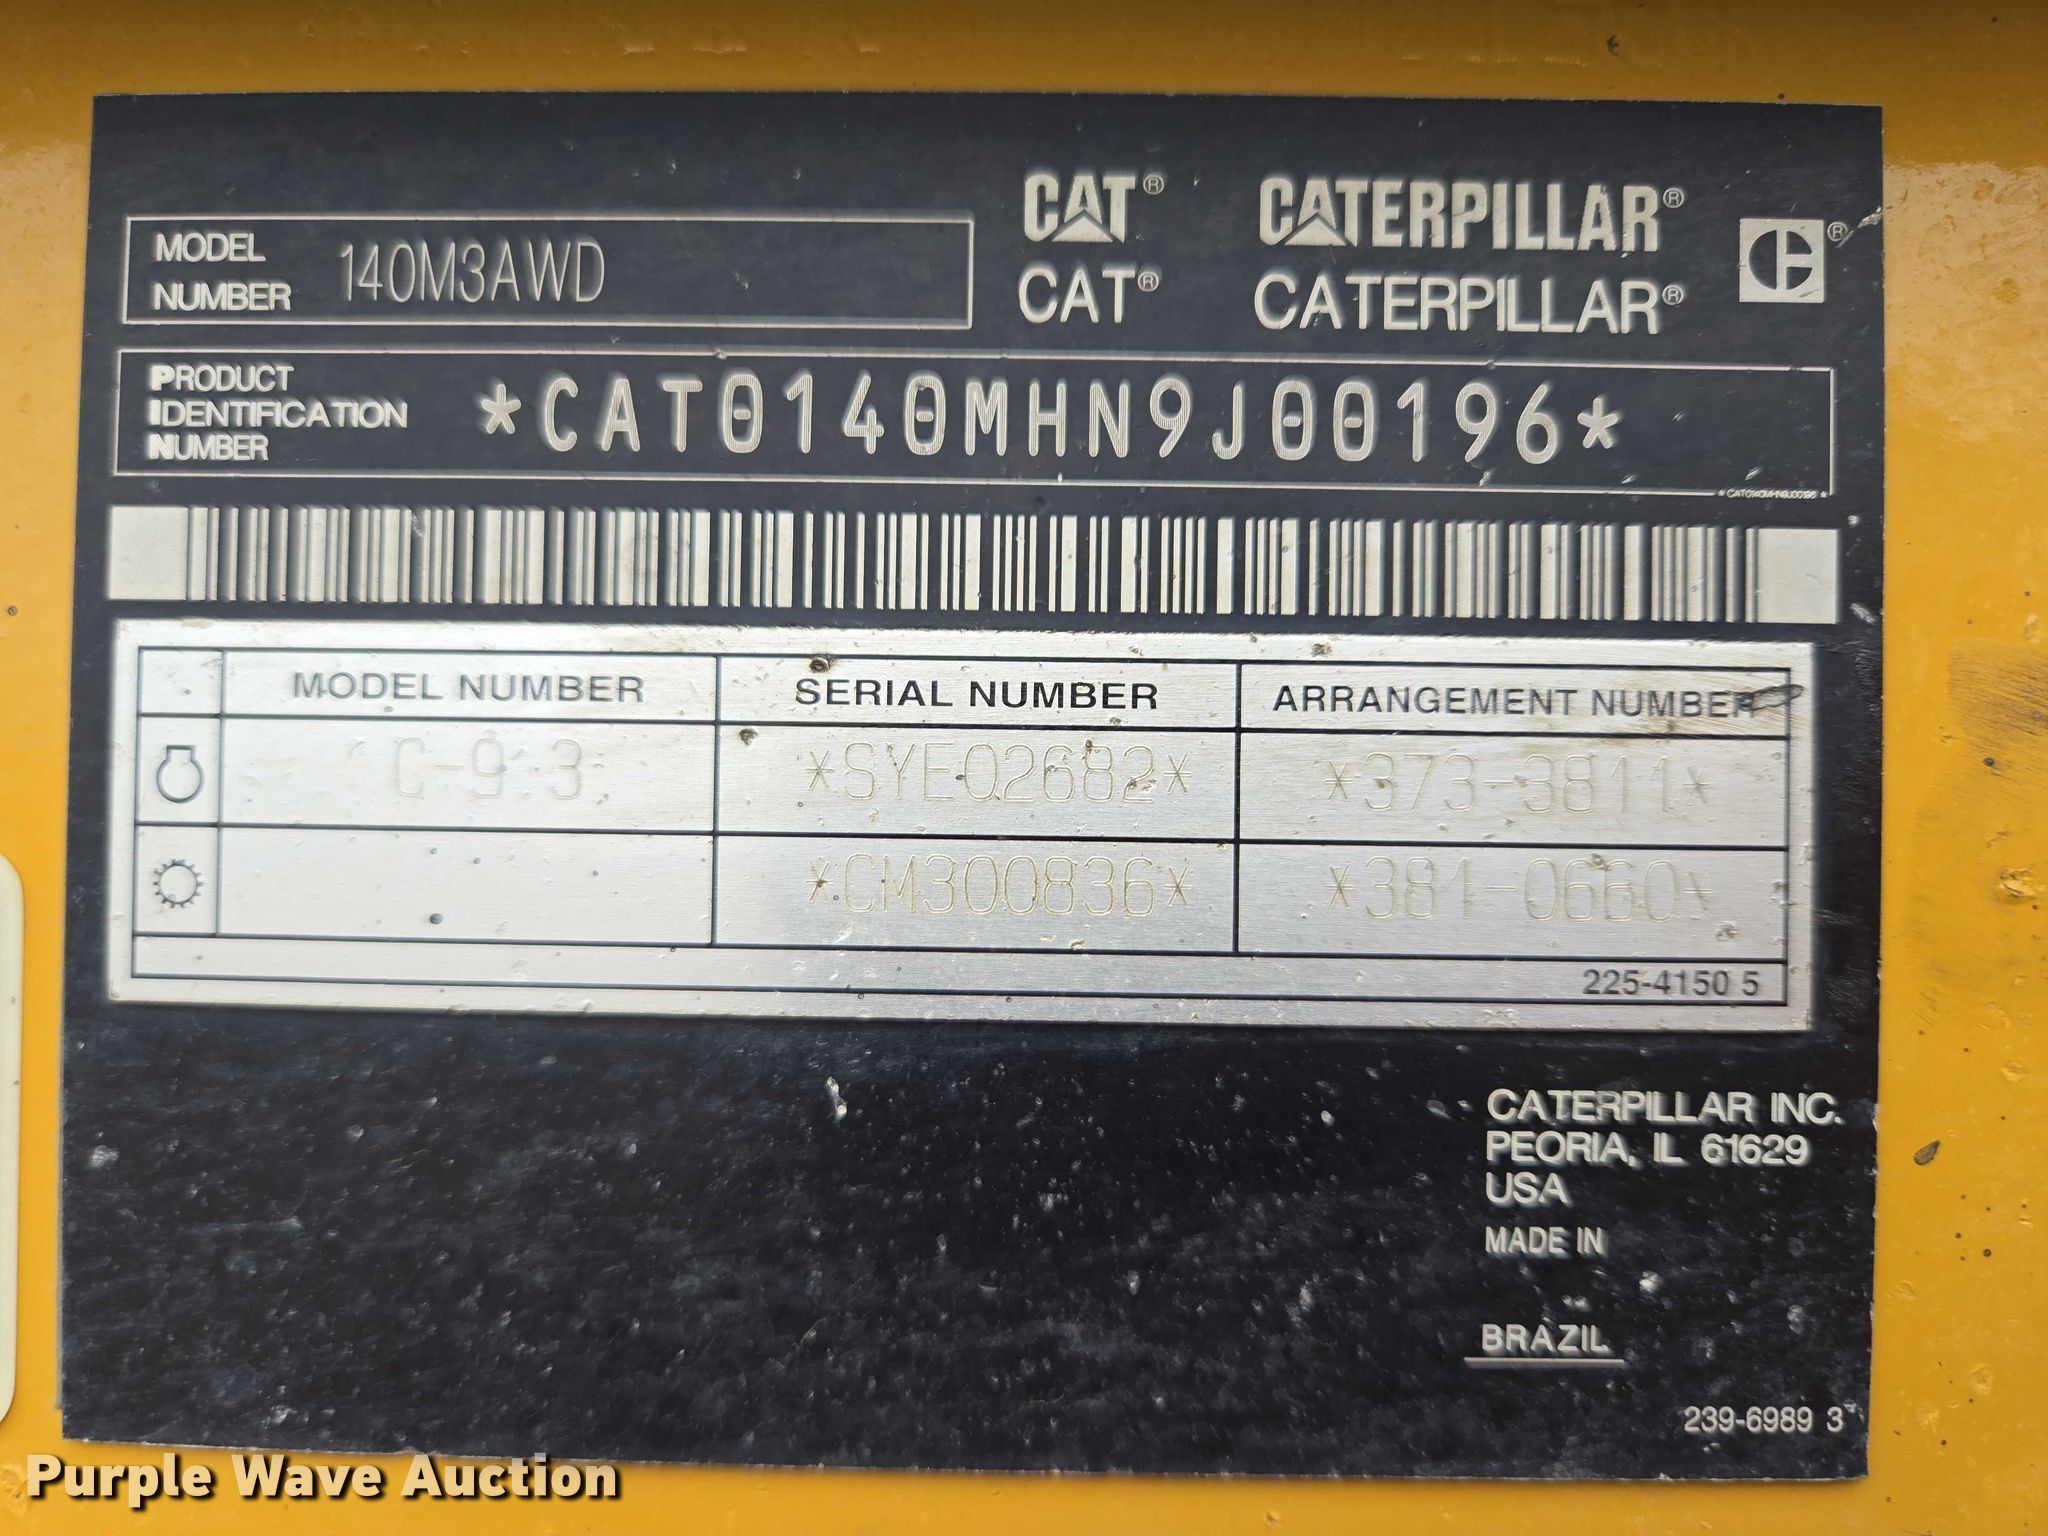 MODEL
NUMBER
140M3AWD
CAT® CATERPILLAR®
CAT® CATERPILLAR®
PRODUCT
IDENTIFICATION
NUMBER
*CAT0140MHN9J00196*
*CAT0140MHN9J00196*
MODEL NUMBER SERIAL NUMBER ARRANGEMENT NUMBER
C-9.3 *SYE02682* *373-3811*
*CM300836* *381-0660*
225-4150 5
CATERPILLAR INC.
PEORIA, IL 61629
USA
MADE IN
BRAZIL
239-6989 3
Purple Wave Auction